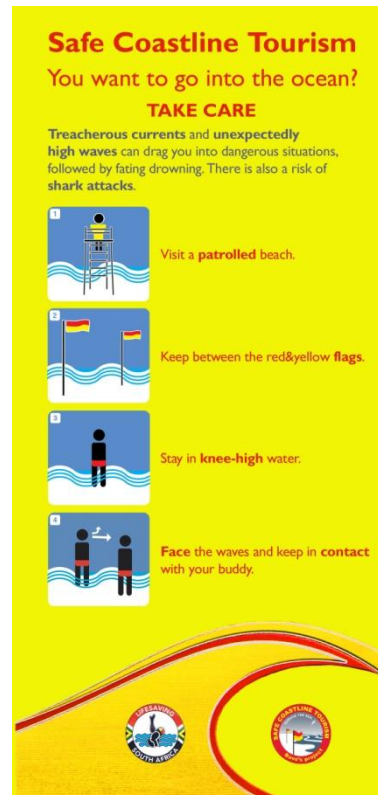 Safe Coastline Tourism
You want to go into the ocean?
TAKE CARE
Treacherous currents and unexpectedly
high waves can drag you into dangerous situations,
followed by fating drowning. There is also a risk of
shark attacks.
1
Visit a patrolled beach.
2
Keep between the red&yellow flags.
3
Stay in knee-high water.
4
Face the waves and keep in contact
with your buddy.
LIFESAVING
SOUTH AFRICA
SAFE COASTLINE TOURISM